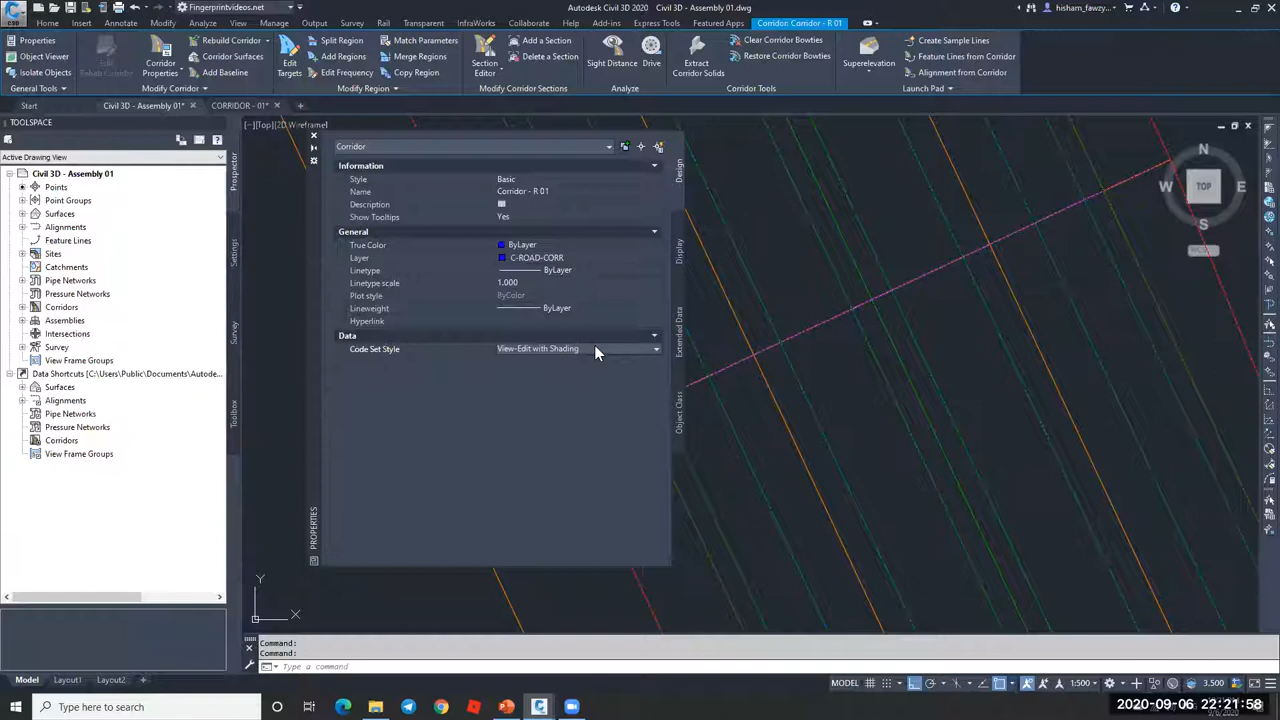 Fingerprintvideos.net
Autodesk Civil 3D 2020 Civil 3D - Assembly 01.dwg
hisham_fawzy...
Home Insert Annotate Modify Analyze View Manage Output Survey Rail Transparent InfraWorks Collaborate Help Add-ins Express Tools Featured Apps Corridor: Corridor - R 01
Properties
Object Viewer
Isolate Objects
General Tools
Rehab Corridor
Corridor Properties
Rebuild Corridor
Corridor Surfaces
Add Baseline
Modify Corridor
Edit Targets
Split Region
Add Regions
Edit Frequency
Match Parameters
Merge Regions
Copy Region
Modify Region
Section Editor
Add a Section
Delete a Section
Modify Corridor Sections
Sight Distance
Drive
Analyze
Extract Corridor Solids
Clear Corridor Bowties
Restore Corridor Bowties
Corridor Tools
Superelevation
Create Sample Lines
Feature Lines from Corridor
Alignment from Corridor
Launch Pad
Start
Civil 3D - Assembly 01*
CORRIDOR - 01*
TOOLSPACE
Active Drawing View
Civil 3D - Assembly 01
Points
Point Groups
Surfaces
Alignments
Feature Lines
Sites
Catchments
Pipe Networks
Pressure Networks
Corridors
Assemblies
Intersections
Survey
View Frame Groups
Data Shortcuts [C:\Users\Public\Documents\Autode...
Surfaces
Alignments
Pipe Networks
Pressure Networks
Corridors
View Frame Groups
Prospector
Settings
Survey
Toolbox
[−][Top][2D Wireframe]
Corridor
Information
Style Basic
Name Corridor - R 01
Description
Show Tooltips Yes
General
True Color ByLayer
Layer C-ROAD-CORR
Linetype ByLayer
Linetype scale 1.000
Plot style ByColor
Lineweight ByLayer
Hyperlink
Data
Code Set Style View-Edit with Shading
PROPERTIES
Design
Display
Extended Data
Object Class
N
W TOP E
S
Y
X
Command:
Command:
Type a command
Model Layout1 Layout2
MODEL 1:500 3.500
Type here to search
2020-09-06 22:21:58